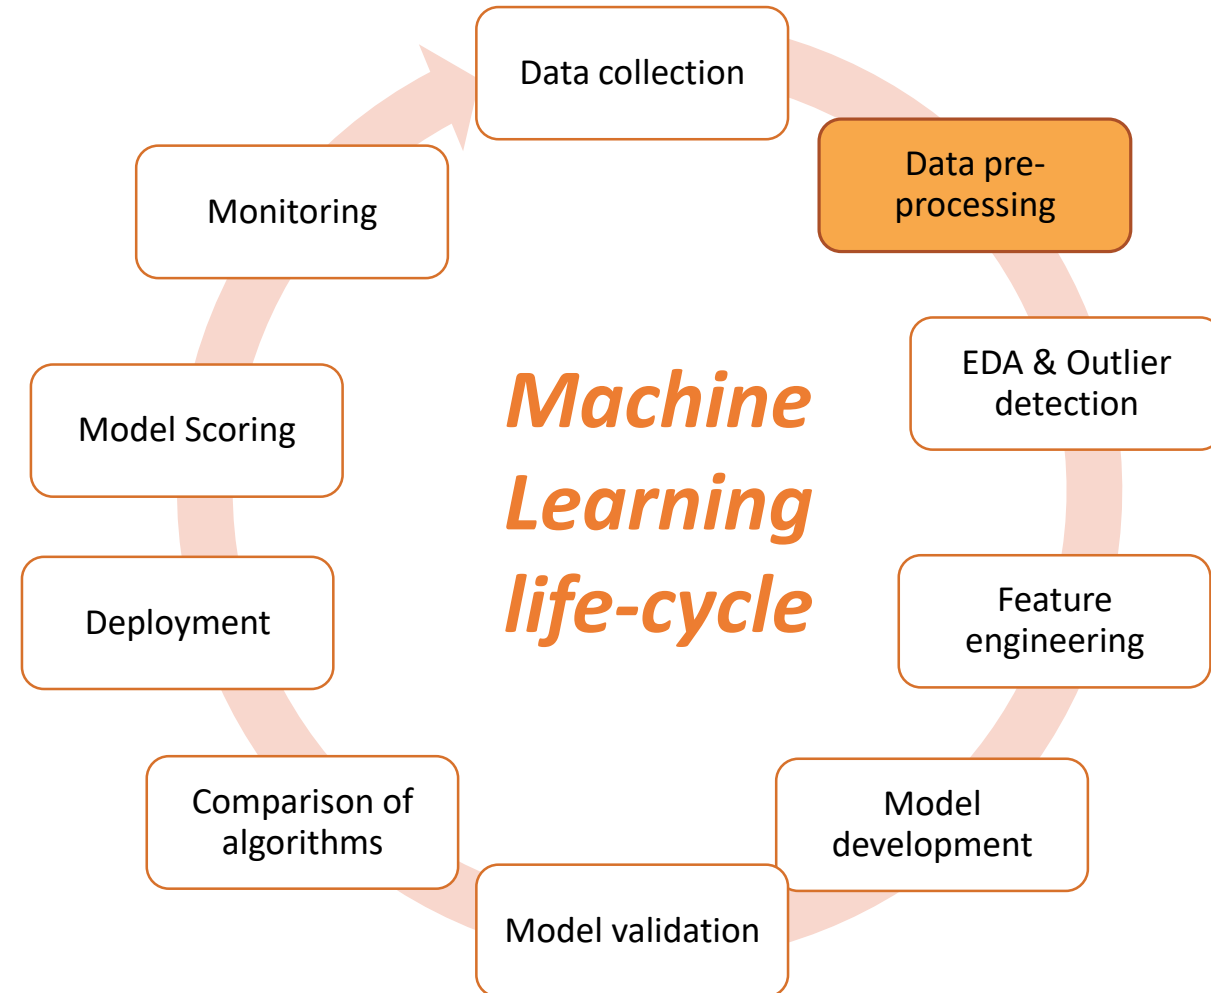 Data collection
Data pre-
processing
EDA & Outlier
detection
Feature
engineering
Model
development
Model validation
Comparison of
algorithms
Deployment
Model Scoring
Monitoring
Machine
Learning
life-cycle